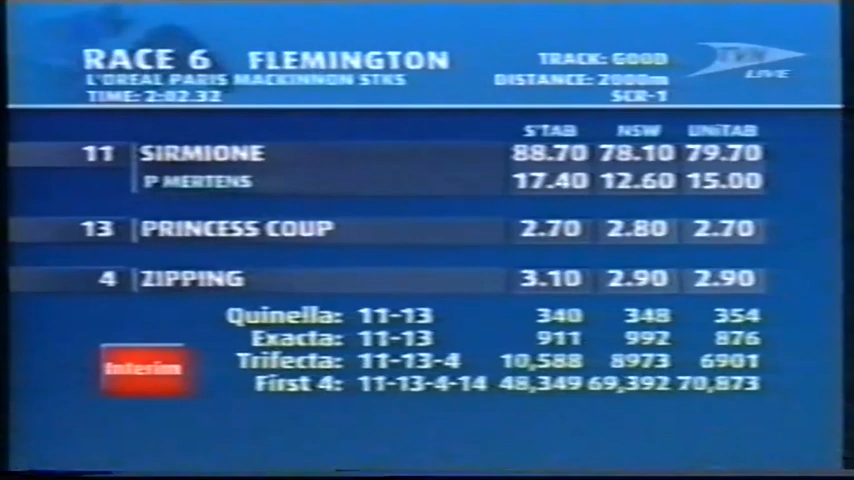 RACE 6 FLEMINGTON TRACK: GOOD
L'OREAL PARIS MACKINNON STKS DISTANCE: 2000m LIVE
TIME: 2:02.32 SCR-1
S'TAB NSW UNiTAB
11 SIRMIONE 88.70 78.10 79.70
P MERTENS 17.40 12.60 15.00
13 PRINCESS COUP 2.70 2.80 2.70
4 ZIPPING 3.10 2.90 2.90
Quinella: 11-13 340 348 354
Exacta: 11-13 911 992 876
Trifecta: 11-13-4 10,588 8973 6901
First 4: 11-13-4-14 48,349 69,392 70,873
Interim